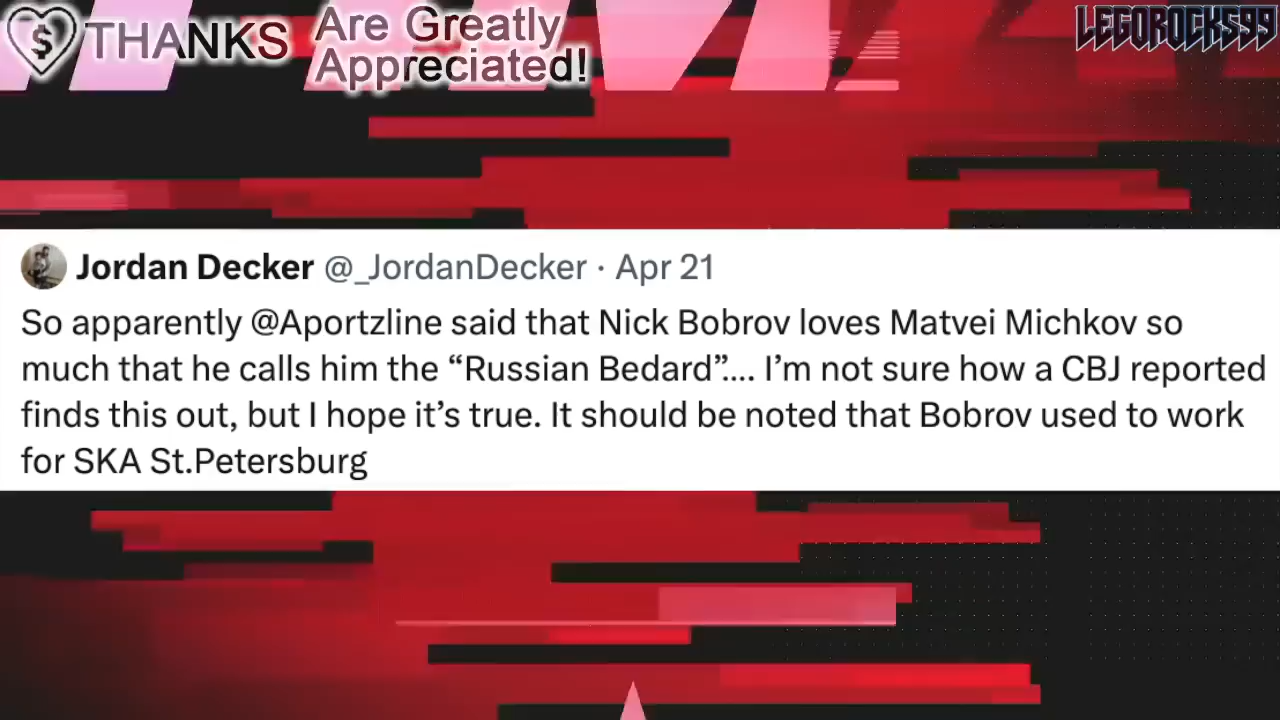 THANKS Are Greatly
Appreciated!
LEGOROCKS99
Jordan Decker @_JordanDecker · Apr 21
So apparently @Aportzline said that Nick Bobrov loves Matvei Michkov so
much that he calls him the “Russian Bedard”.... I’m not sure how a CBJ reported
finds this out, but I hope it’s true. It should be noted that Bobrov used to work
for SKA St.Petersburg